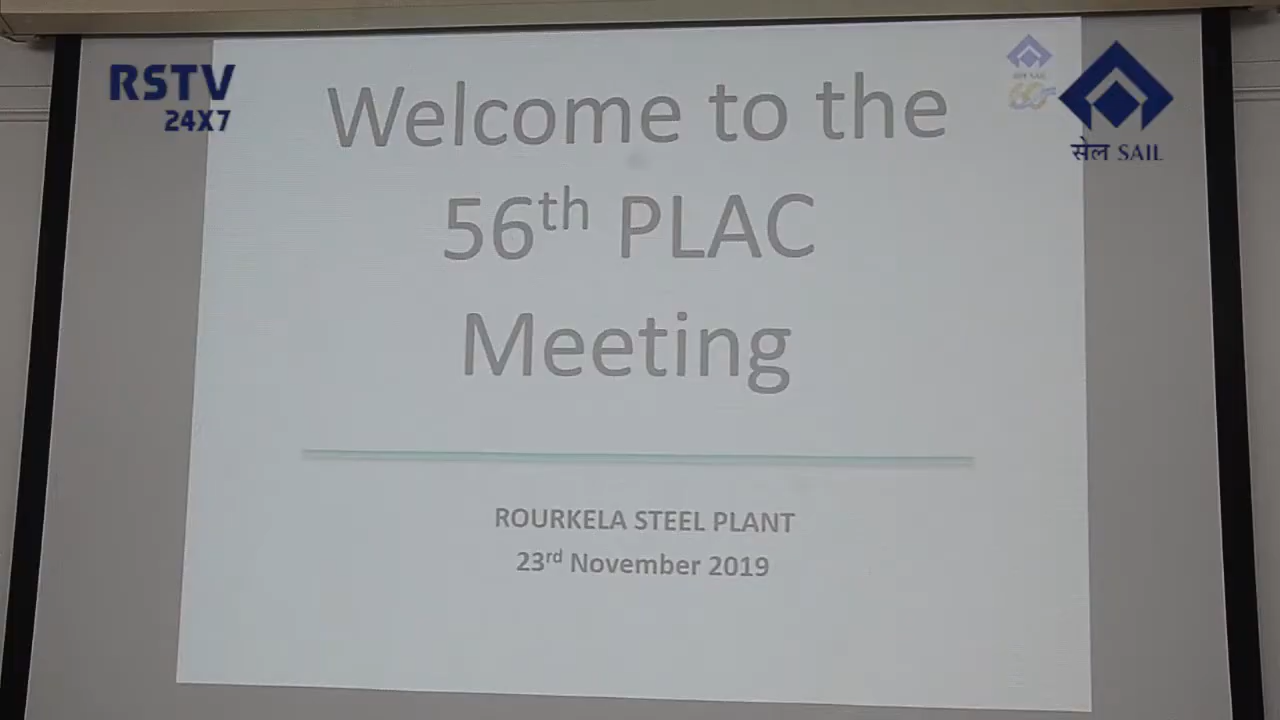 RSTV
24X7
सेल SAIL
Welcome to the
56th PLAC
Meeting
ROURKELA STEEL PLANT
23rd November 2019